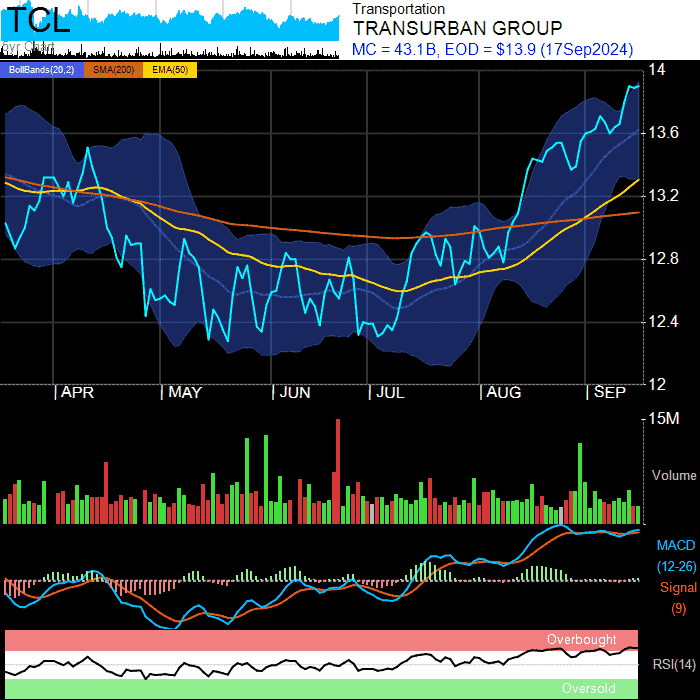 TCL
5yr Chart
Transportation
TRANSURBAN GROUP
MC = 43.1B, EOD = $13.9 (17Sep2024)
BollBands(20,2) SMA(200) EMA(50)
14
13.6
13.2
12.8
12.4
12
APR MAY JUN JUL AUG SEP
15M
Volume
MACD
(12-26)
Signal
(9)
Overbought
RSI(14)
Oversold